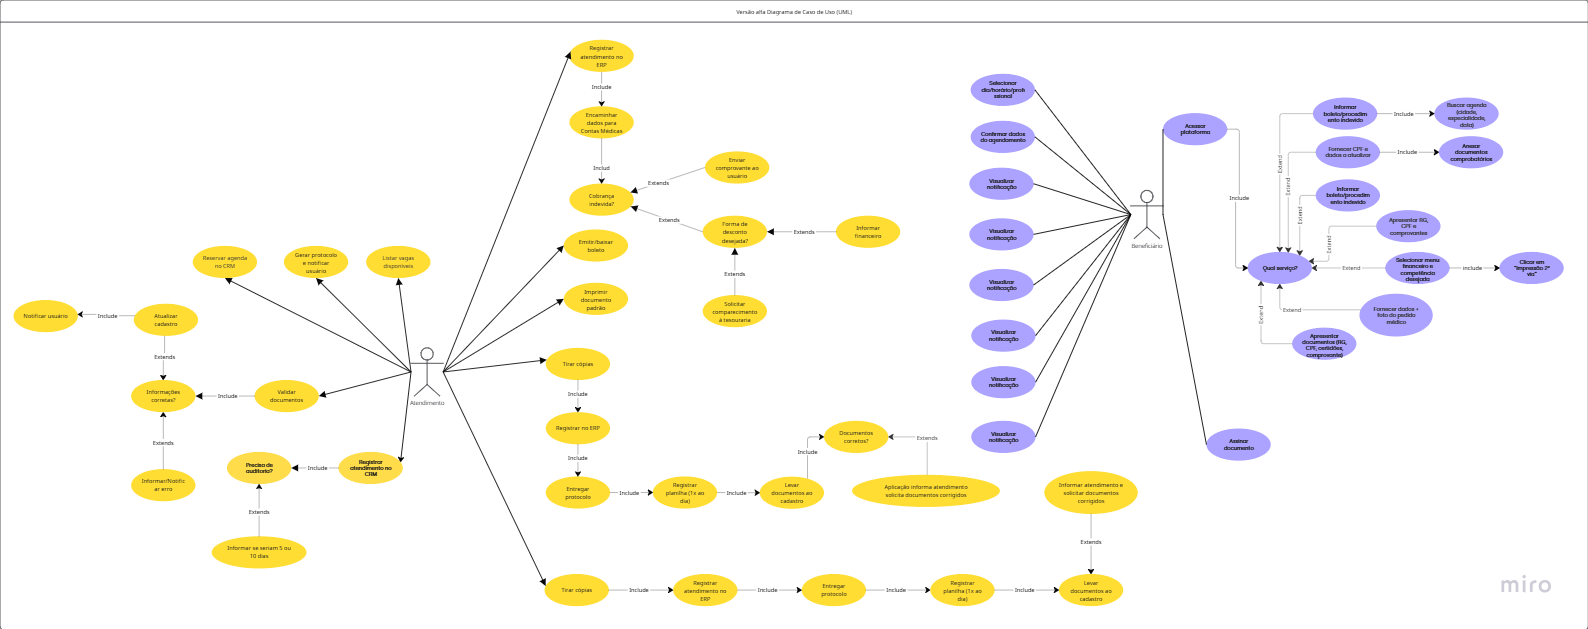 Versão alfa Diagrama de Caso de Uso (UML)
Registrar
atendimento no
ERP
Include
Encaminhar
dados para
Contas Médicas
Includ
Cobrança
indevida?
Extends
Enviar
comprovante ao
usuário
Extends
Forma de
desconto
desejada?
Extends
Informar
financeiro
Extends
Solicitar
comparecimento
à tesouraria
Emitir/baixar
boleto
Imprimir
documento
padrão
Reservar agenda
no CRM
Gerar protocolo
e notificar
usuário
Listar vagas
disponíveis
Notificar usuário
Include
Atualizar
cadastro
Extends
Informações
corretas?
Include
Validar
documentos
Extends
Informar/Notific
ar erro
Atendimento
Precisa de
auditoria?
Include
Registrar
atendimento no
CRM
Extends
Informar se seriam 5 ou
10 dias
Tirar cópias
Include
Registrar no ERP
Include
Entregar
protocolo
Include
Registrar
planilha (1x ao
dia)
Include
Levar
documentos ao
cadastro
Include
Documentos
corretos?
Extends
Aplicação informa atendimento
solicita documentos corrigidos
Tirar cópias
Include
Registrar
atendimento no
ERP
Include
Entregar
protocolo
Include
Registrar
planilha (1x ao
dia)
Include
Levar
documentos ao
cadastro
Extends
Informar atendimento e
solicitar documentos
corrigidos
Selecionar
dia/horário/profi
ssional
Confirmar dados
do agendamento
Visualizar
notificação
Visualizar
notificação
Visualizar
notificação
Visualizar
notificação
Visualizar
notificação
Visualizar
notificação
Beneficiário
Acessar
plataforma
Include
Assinar
documento
Qual serviço?
Extend
Informar
boleto/procedim
ento indevido
Include
Buscar agenda
(cidade,
especialidade,
data)
Extend
Fornecer CPF e
dados a atualizar
Include
Anexar
documentos
comprobatórios
Extend
Informar
boleto/procedim
ento indevido
Extend
Apresentar RG,
CPF e
comprovantes
Extend
Selecionar menu
financeiro e
competência
desejada
include
Clicar em
"Impressão 2ª
via"
Extend
Fornecer dados +
foto do pedido
médico
Extend
Apresentar
documentos (RG,
CPF, certidões,
comprovante)
miro